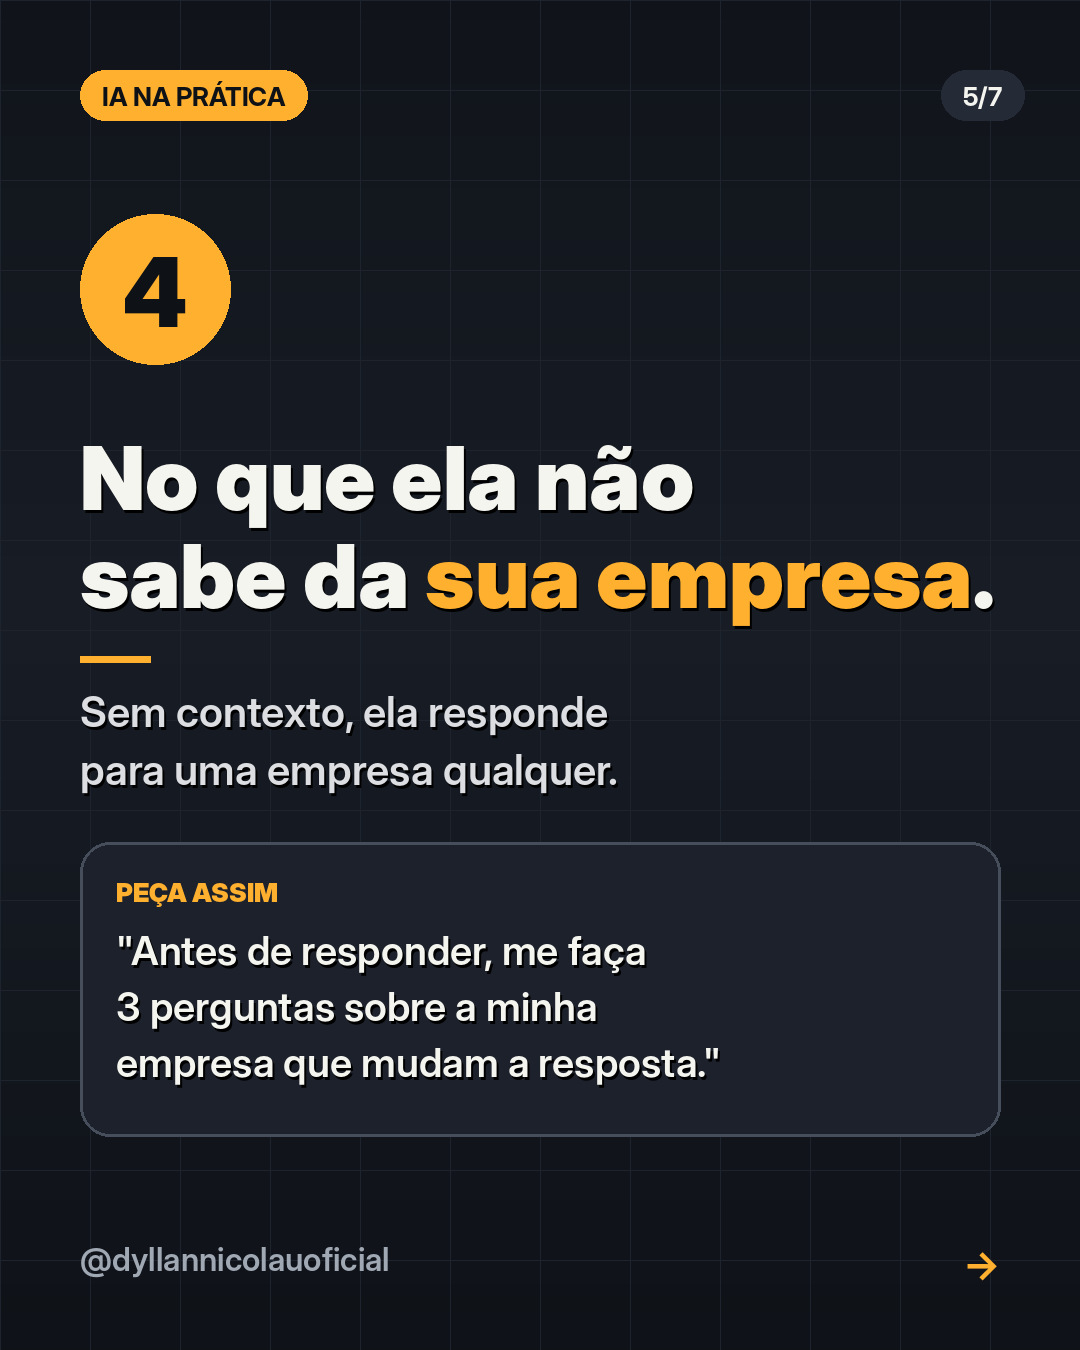 IA NA PRÁTICA
5/7
4
No que ela não
sabe da sua empresa.
Sem contexto, ela responde
para uma empresa qualquer.
PEÇA ASSIM
"Antes de responder, me faça
3 perguntas sobre a minha
empresa que mudam a resposta."
@dyllannicolauoficial
→